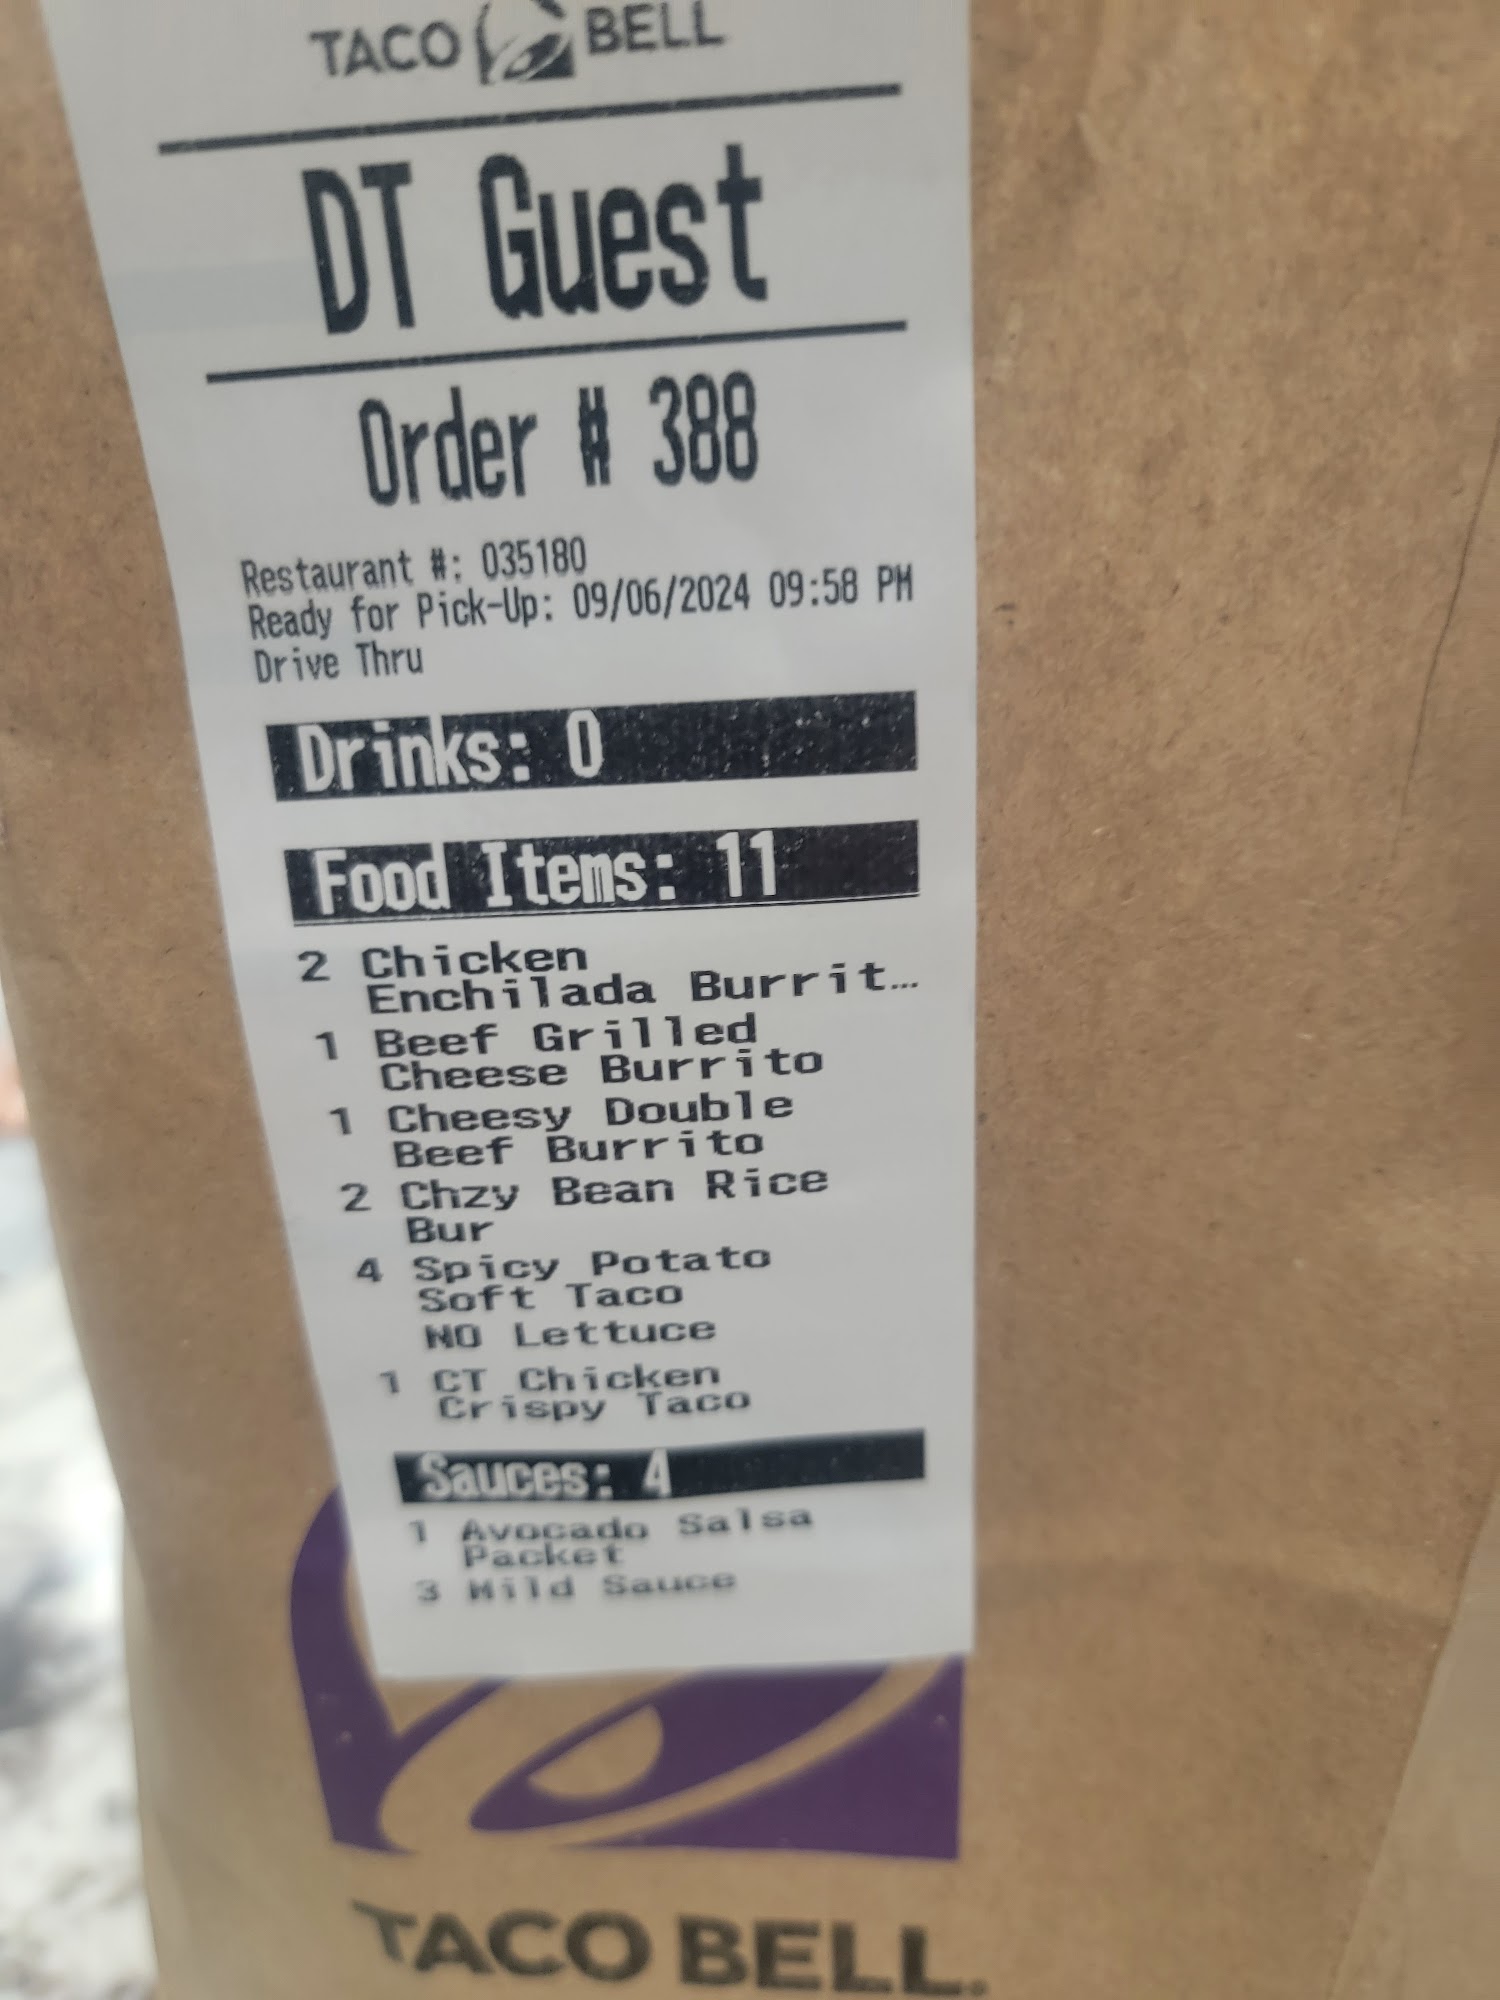 TACO BELL
DT Guest
Order # 388
Restaurant #: 035180
Ready for Pick-Up: 09/06/2024 09:58 PM
Drive Thru
Drinks: 0
Food Items: 11
2 Chicken
Enchilada Burrit…
1 Beef Grilled
Cheese Burrito
1 Cheesy Double
Beef Burrito
2 Chzy Bean Rice
Bur
4 Spicy Potato
Soft Taco
NO Lettuce
1 CT Chicken
Crispy Taco
Sauces: 4
1 Avocado Salsa
Packet
3 Mild Sauce
TACO BELL.